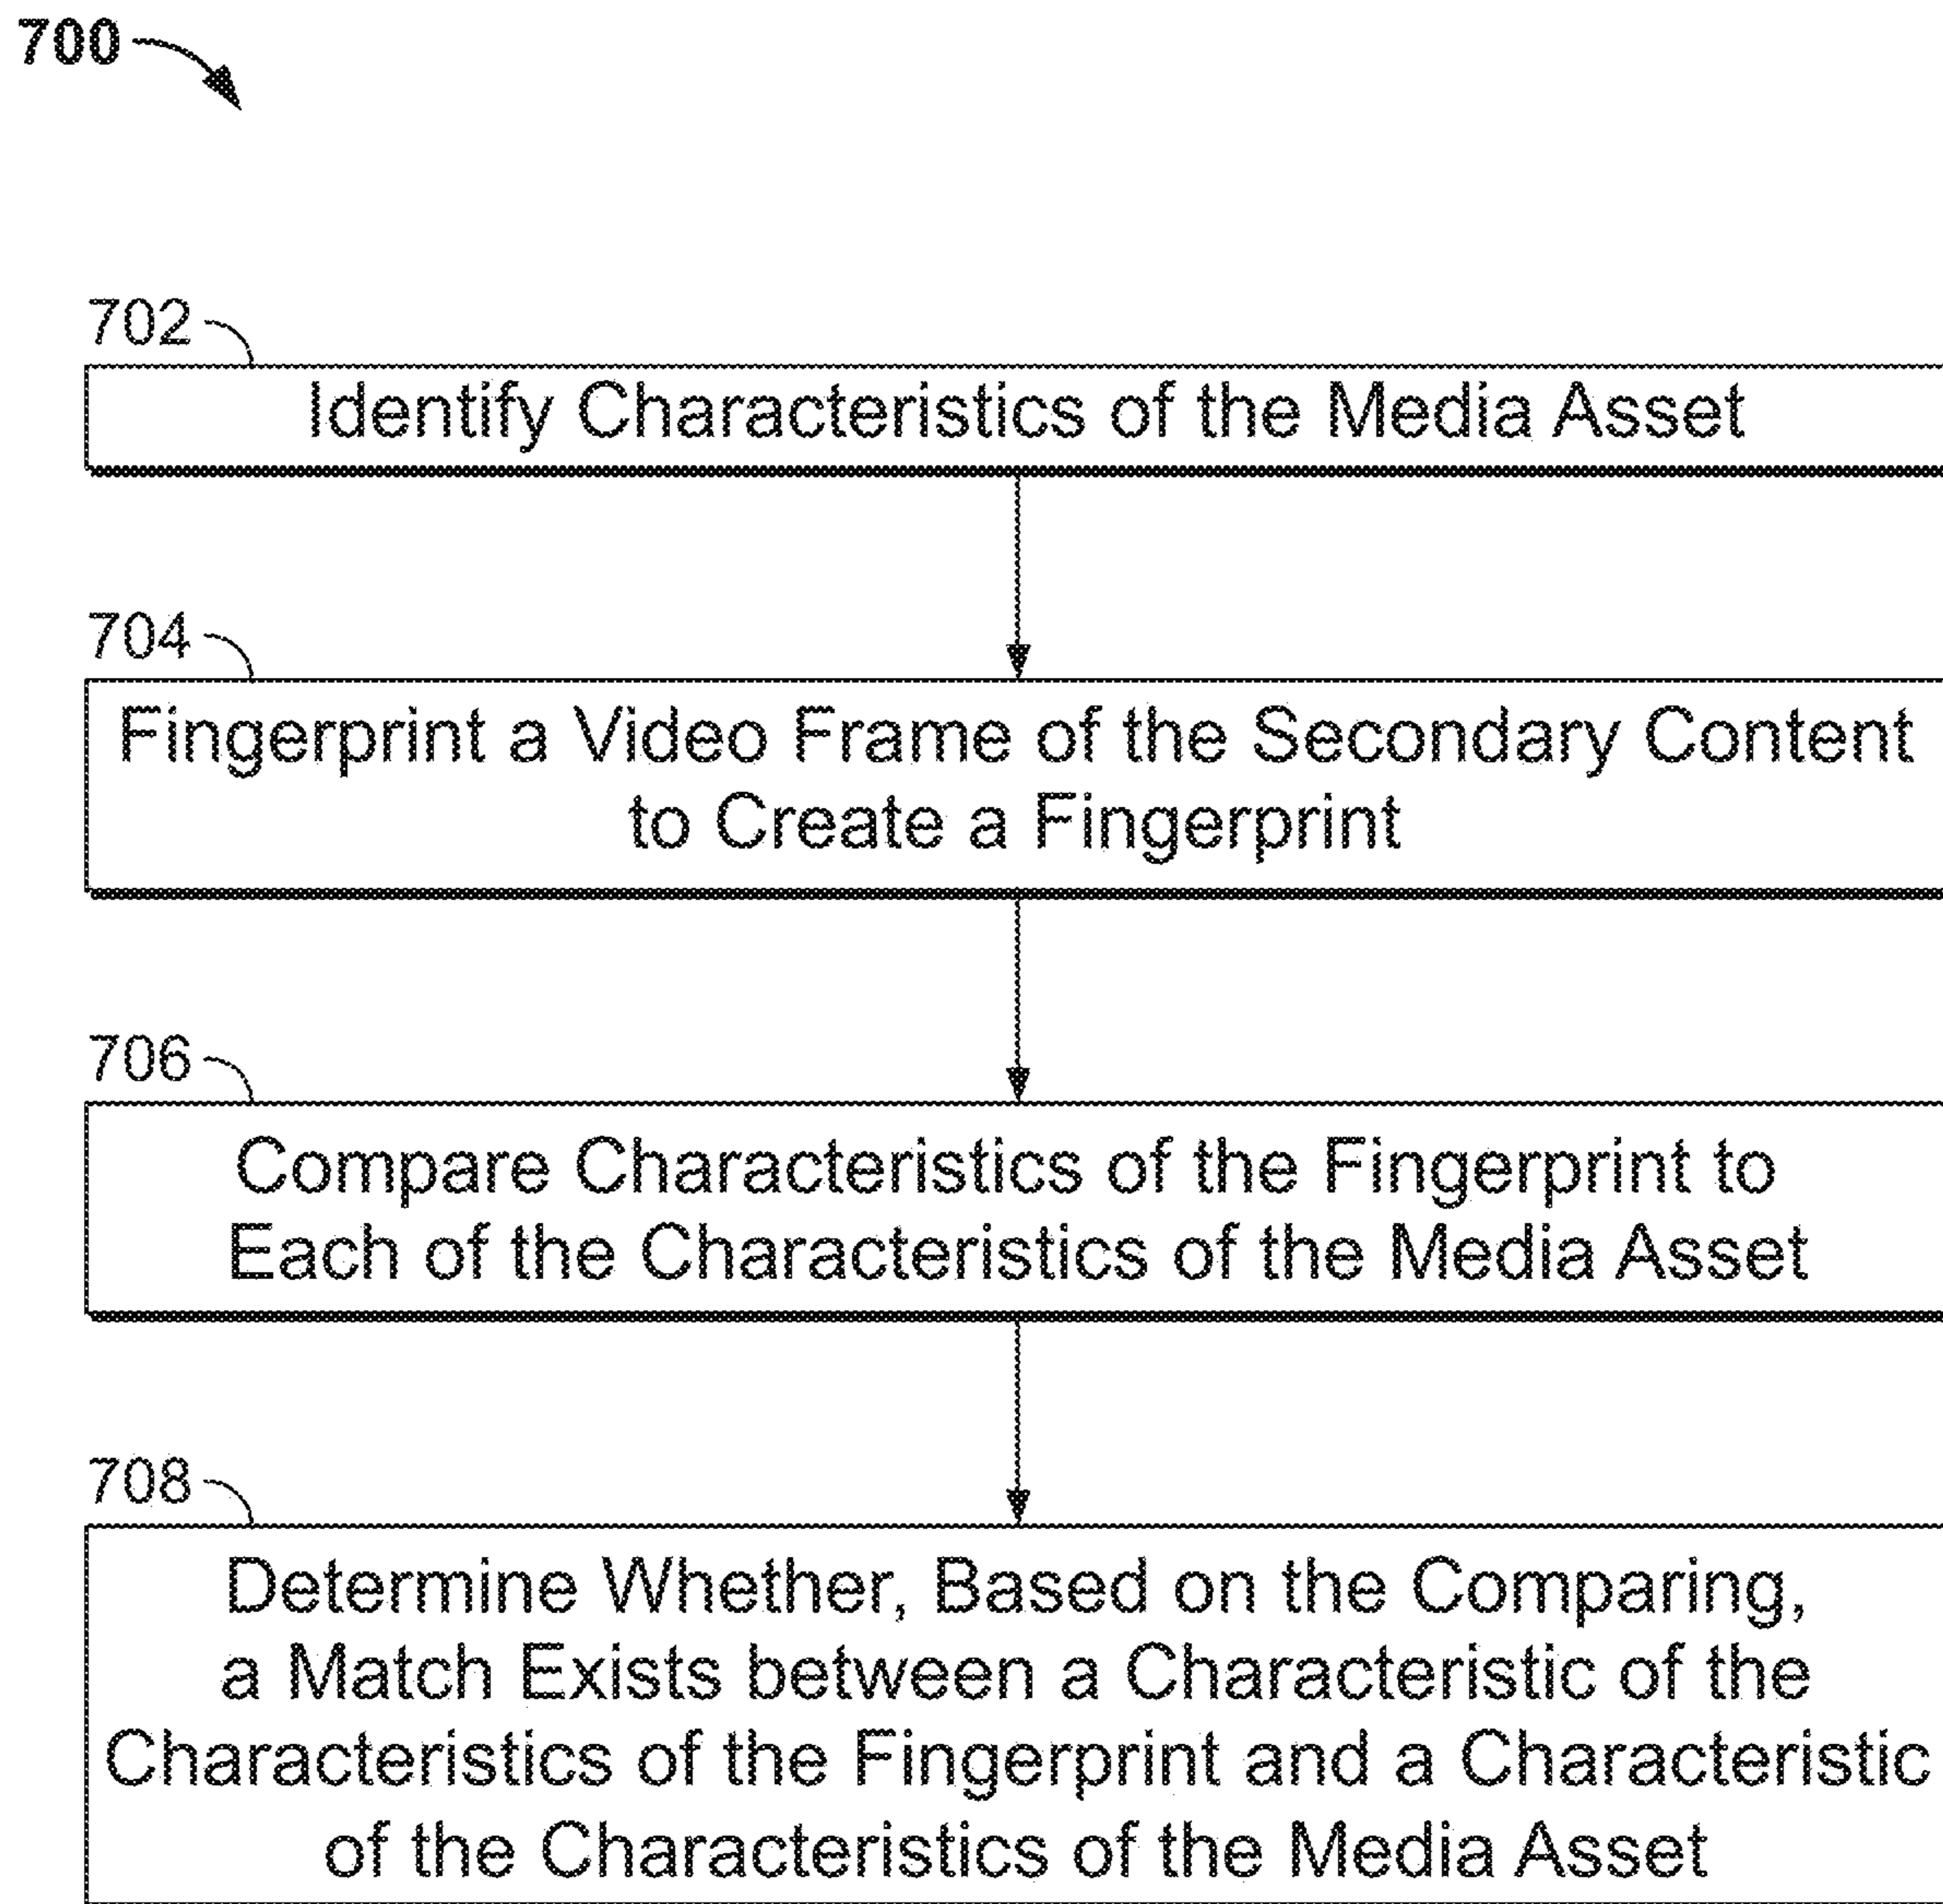 700
702
Identify Characteristics of the Media Asset
704
Fingerprint a Video Frame of the Secondary Content
to Create a Fingerprint
706
Compare Characteristics of the Fingerprint to
Each of the Characteristics of the Media Asset
708
Determine Whether, Based on the Comparing,
a Match Exists between a Characteristic of the
Characteristics of the Fingerprint and a Characteristic
of the Characteristics of the Media Asset